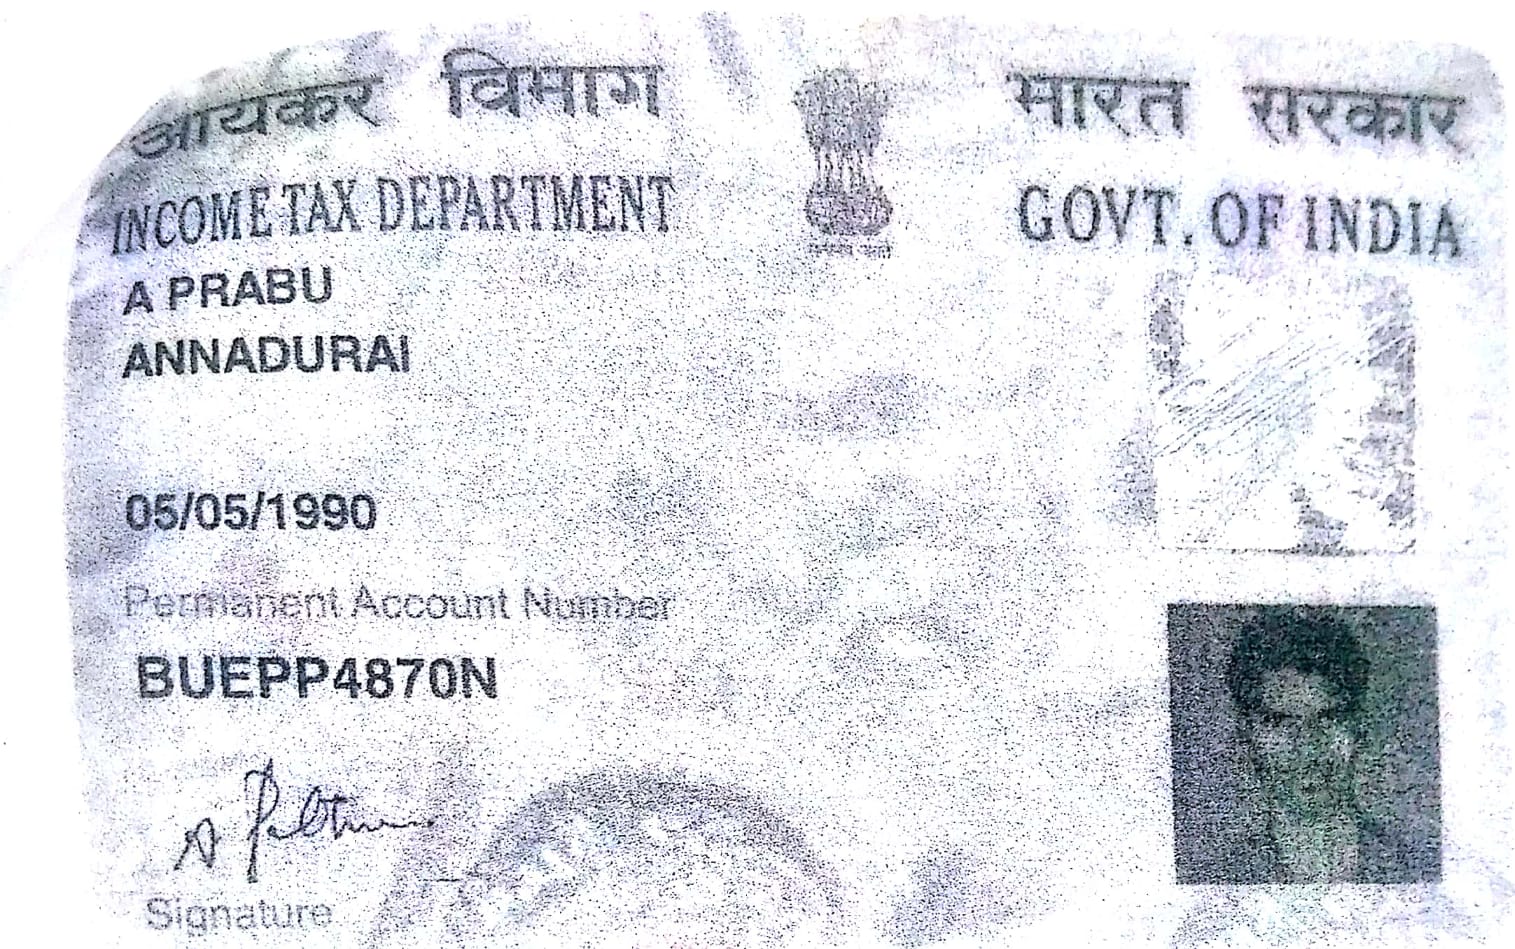 आयकर विभाग
भारत सरकार
INCOME TAX DEPARTMENT
GOVT. OF INDIA
A PRABU
ANNADURAI
05/05/1990
Permanent Account Number
BUEPP4870N
Signature